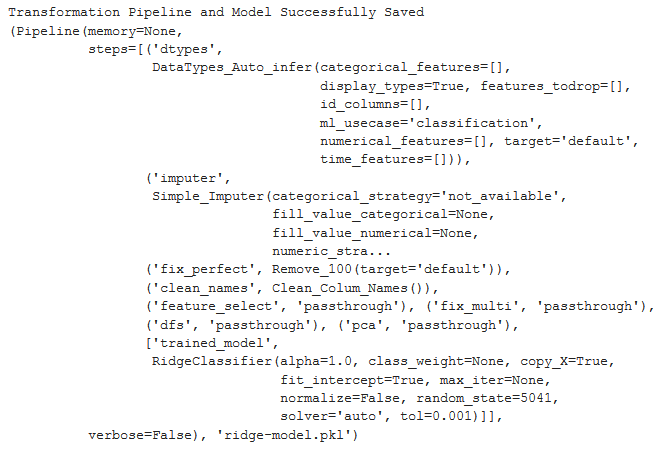 Transformation Pipeline and Model Successfully Saved
(Pipeline(memory=None,
steps=[('dtypes',
DataTypes_Auto_infer(categorical_features=[],
display_types=True, features_todrop=[],
id_columns=[],
ml_usecase='classification',
numerical_features=[], target='default',
time_features=[])),
('imputer',
Simple_Imputer(categorical_strategy='not_available',
fill_value_categorical=None,
fill_value_numerical=None,
numeric_stra...
('fix_perfect', Remove_100(target='default')),
('clean_names', Clean_Colum_Names()),
('feature_select', 'passthrough'), ('fix_multi', 'passthrough'),
('dfs', 'passthrough'), ('pca', 'passthrough'),
['trained_model',
RidgeClassifier(alpha=1.0, class_weight=None, copy_X=True,
fit_intercept=True, max_iter=None,
normalize=False, random_state=5041,
solver='auto', tol=0.001)]],
verbose=False), 'ridge-model.pkl')